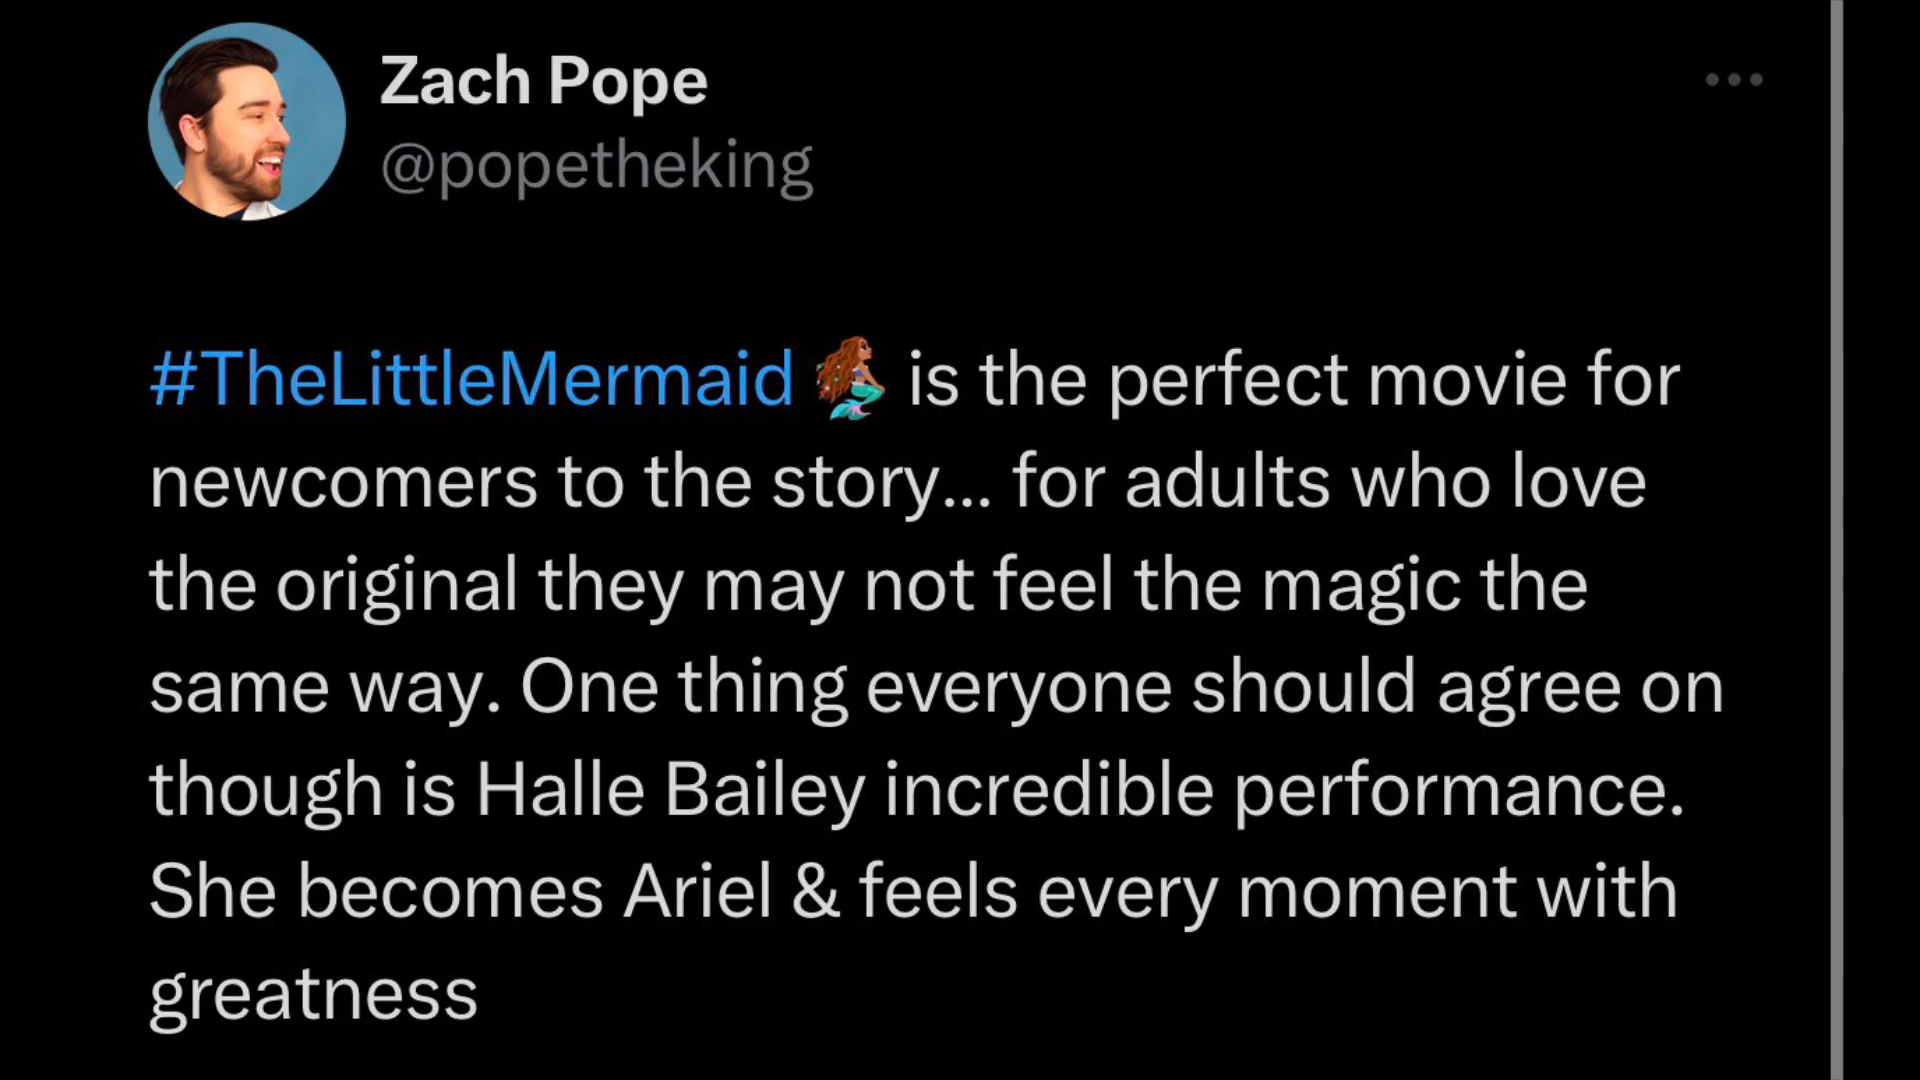 Zach Pope
@popetheking
#TheLittleMermaid 🧜🏽‍♀️ is the perfect movie for
newcomers to the story... for adults who love
the original they may not feel the magic the
same way. One thing everyone should agree on
though is Halle Bailey incredible performance.
She becomes Ariel & feels every moment with
greatness